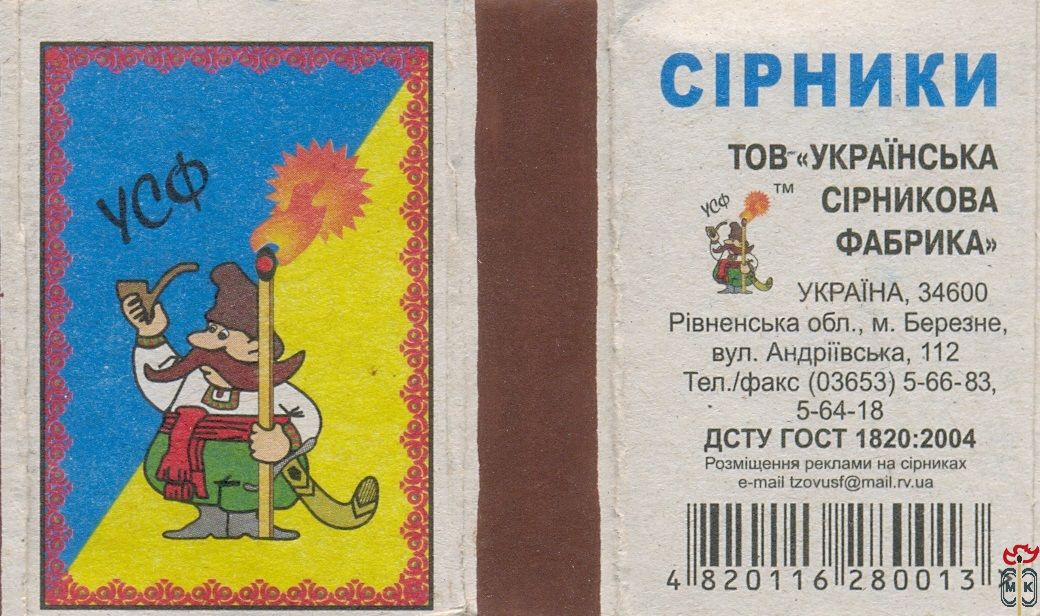 УСФ
СІРНИКИ
ТОВ «УКРАЇНСЬКА
СІРНИКОВА
ФАБРИКА»
УСФ
TM
УКРАЇНА, 34600
Рівненська обл., м. Березне,
вул. Андріївська, 112
Тел./факс (03653) 5-66-83,
5-64-18
ДСТУ ГОСТ 1820:2004
Розміщення реклами на сірниках
e-mail tzovusf@mail.rv.ua
4 820116 280013
МК